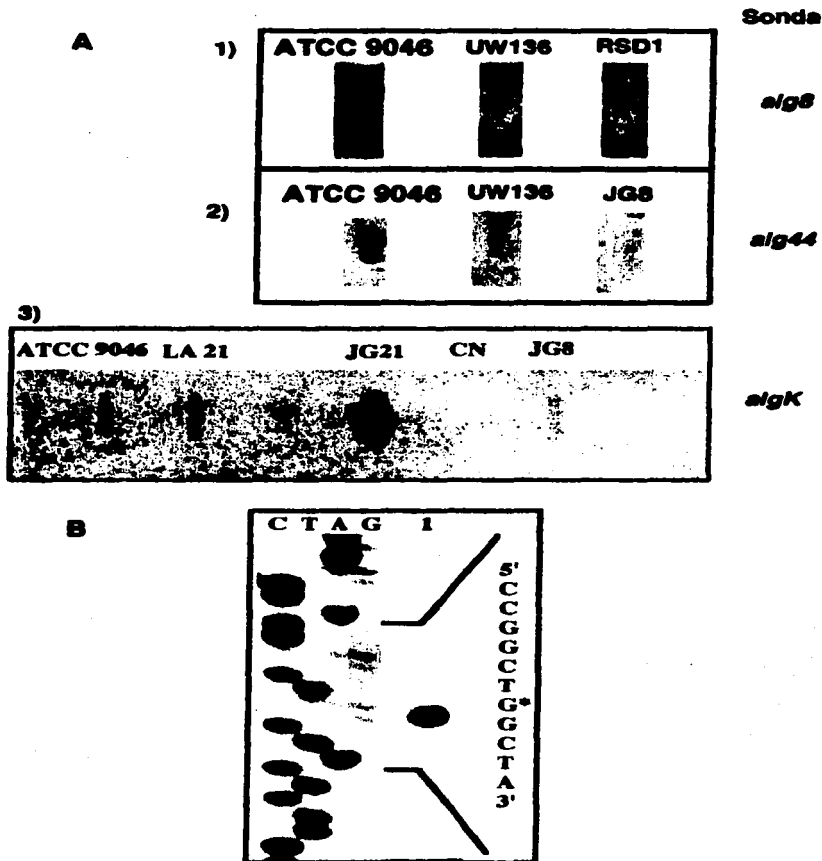 Sonda
A
1)
ATCC 9046 UW136 RSD1
alg8
2)
ATCC 9046 UW136 JG8
alg44
3)
ATCC 9046 LA 21 JG21 CN JG8
algK
B
C T A G 1
5'
C
C
G
G
C
T
G*
G
C
T
A
3'